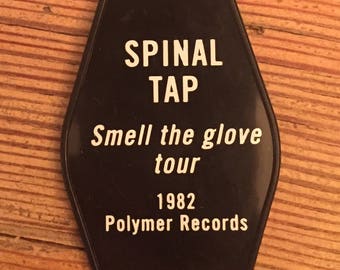 SPINAL
TAP
Smell the glove
tour
1982
Polymer Records